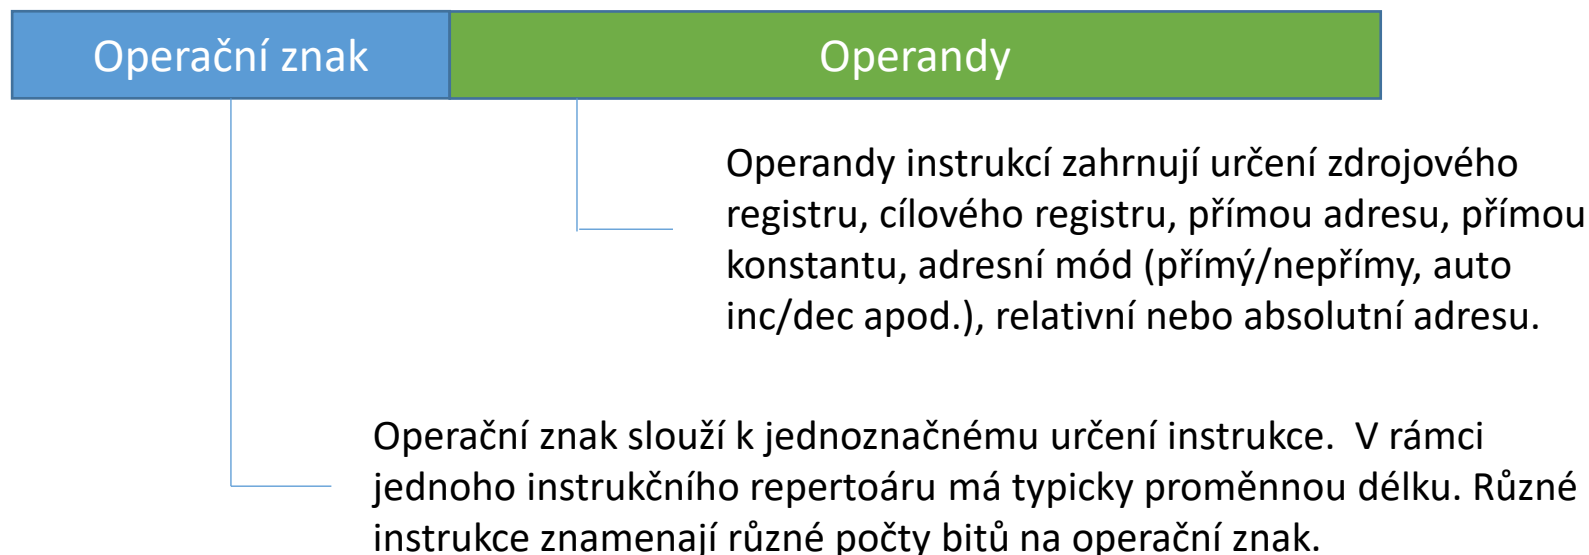 Operační znak
Operandy
Operandy instrukcí zahrnují určení zdrojového
registru, cílového registru, přímou adresu, přímou
konstantu, adresní mód (přímý/nepřímy, auto
inc/dec apod.), relativní nebo absolutní adresu.
Operační znak slouží k jednoznačnému určení instrukce.  V rámci
jednoho instrukčního repertoáru má typicky proměnnou délku. Různé
instrukce znamenají různé počty bitů na operační znak.